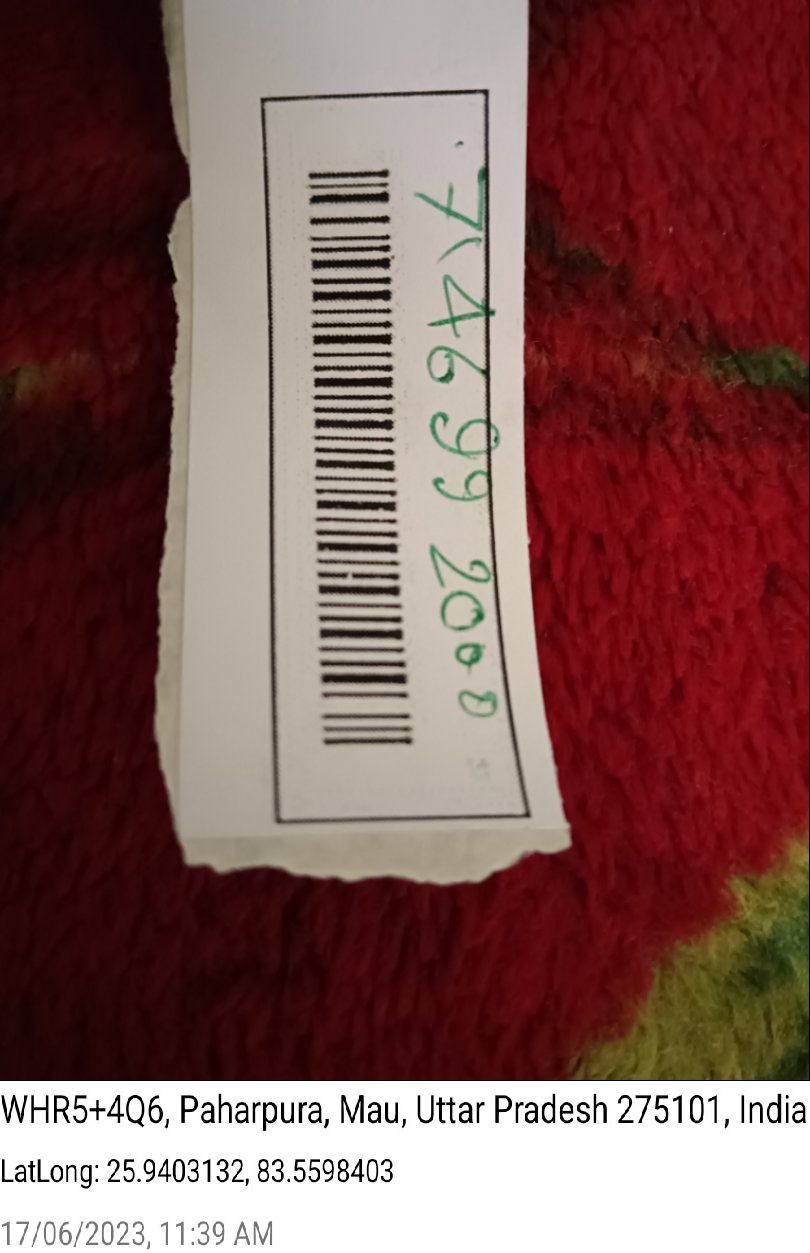 714699 2000
WHR5+4Q6, Paharpura, Mau, Uttar Pradesh 275101, India
LatLong: 25.9403132, 83.5598403
17/06/2023, 11:39 AM